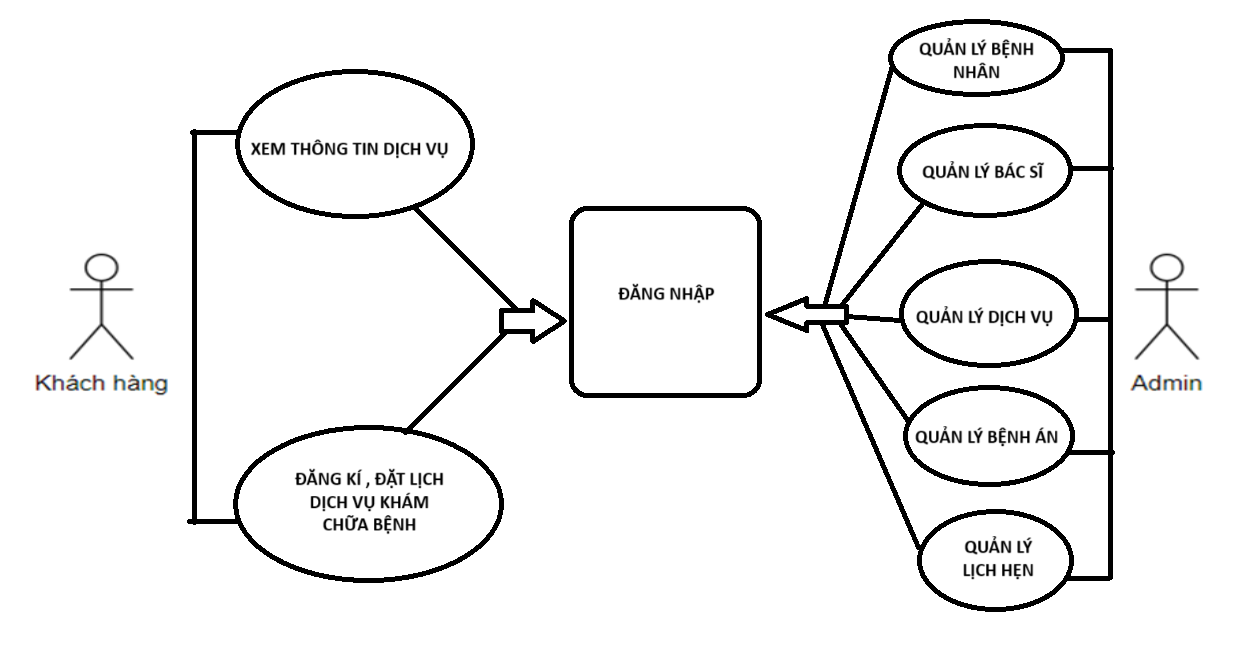 XEM THÔNG TIN DỊCH VỤ
Khách hàng
ĐĂNG KÍ , ĐẶT LỊCH
DỊCH VỤ KHÁM
CHỮA BỆNH
ĐĂNG NHẬP
QUẢN LÝ BỆNH
NHÂN
QUẢN LÝ BÁC SĨ
QUẢN LÝ DỊCH VỤ
QUẢN LÝ BỆNH ÁN
QUẢN LÝ
LỊCH HẸN
Admin